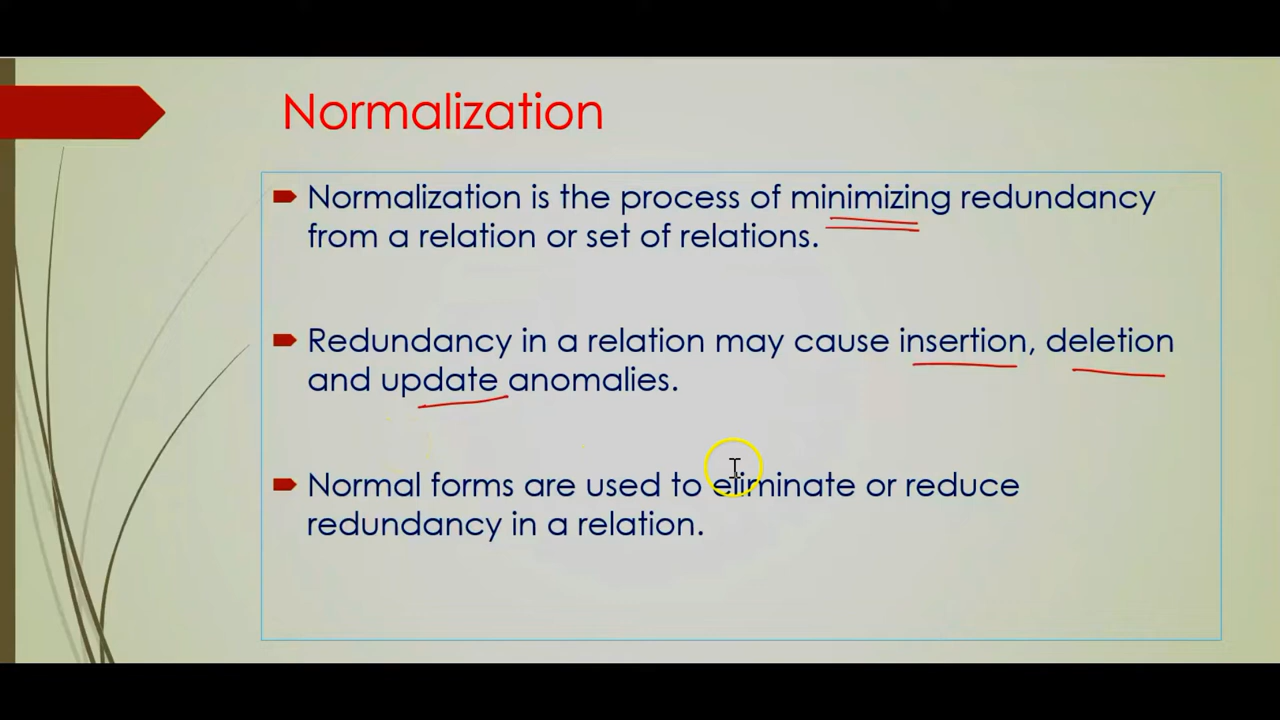 Normalization
Normalization is the process of minimizing redundancy
from a relation or set of relations.
Redundancy in a relation may cause insertion, deletion
and update anomalies.
Normal forms are used to eliminate or reduce
redundancy in a relation.